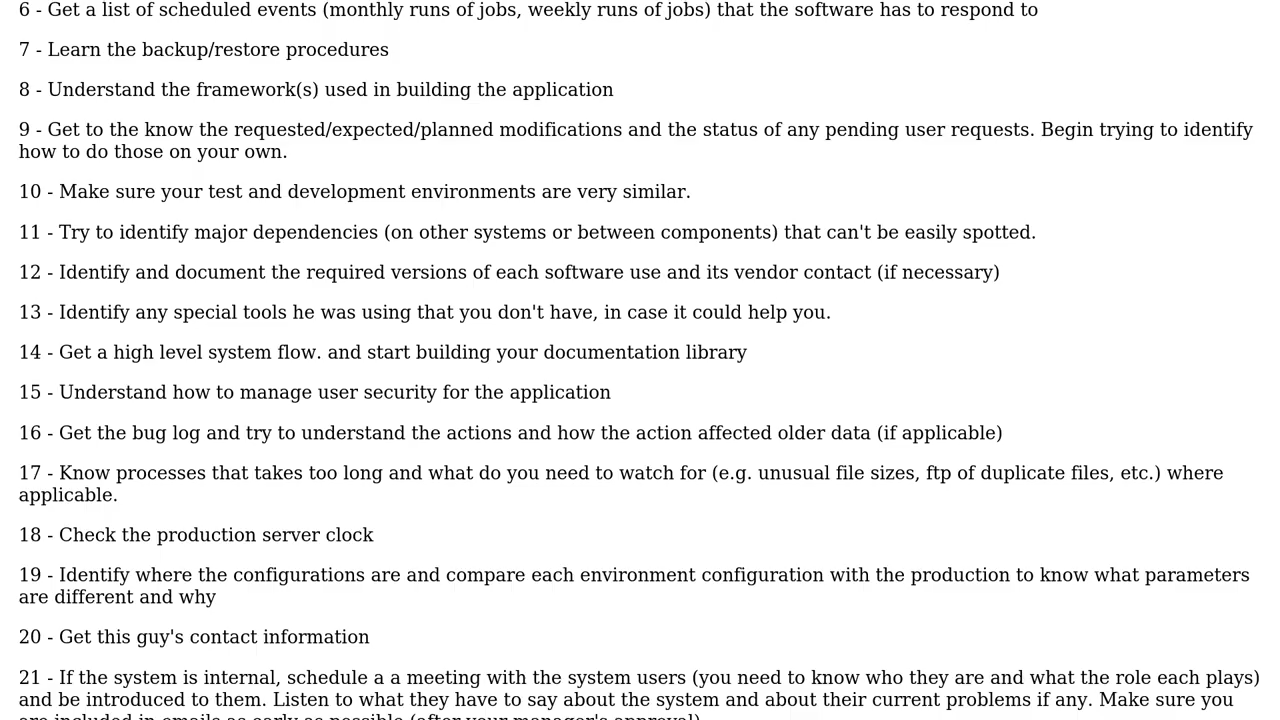 6 - Get a list of scheduled events (monthly runs of jobs, weekly runs of jobs) that the software has to respond to
7 - Learn the backup/restore procedures
8 - Understand the framework(s) used in building the application
9 - Get to the know the requested/expected/planned modifications and the status of any pending user requests. Begin trying to identify
how to do those on your own.
10 - Make sure your test and development environments are very similar.
11 - Try to identify major dependencies (on other systems or between components) that can't be easily spotted.
12 - Identify and document the required versions of each software use and its vendor contact (if necessary)
13 - Identify any special tools he was using that you don't have, in case it could help you.
14 - Get a high level system flow. and start building your documentation library
15 - Understand how to manage user security for the application
16 - Get the bug log and try to understand the actions and how the action affected older data (if applicable)
17 - Know processes that takes too long and what do you need to watch for (e.g. unusual file sizes, ftp of duplicate files, etc.) where
applicable.
18 - Check the production server clock
19 - Identify where the configurations are and compare each environment configuration with the production to know what parameters
are different and why
20 - Get this guy's contact information
21 - If the system is internal, schedule a a meeting with the system users (you need to know who they are and what the role each plays)
and be introduced to them. Listen to what they have to say about the system and about their current problems if any. Make sure you
are included in emails as early as possible (after your manager's approval)